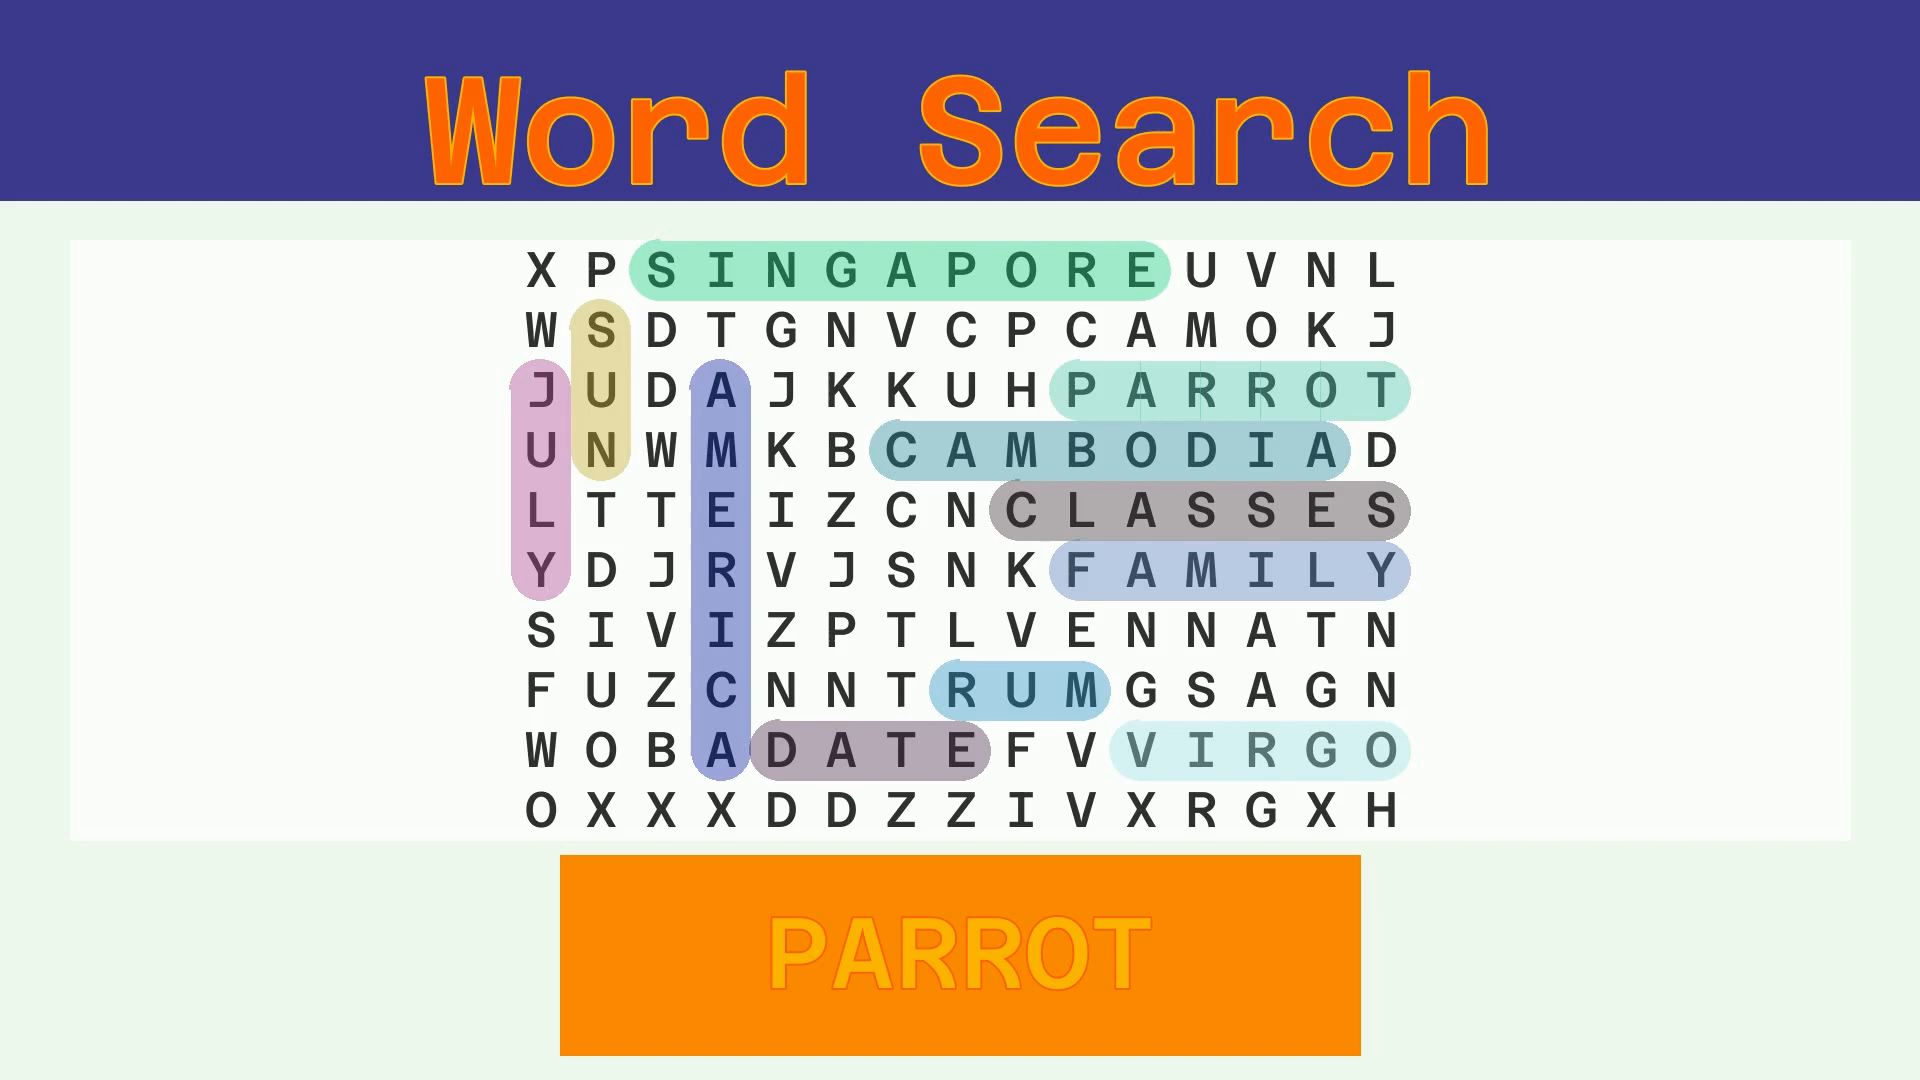 Word Search
X P S I N G A P O R E U V N L
W S D T G N V C P C A M O K J
J U D A J K K U H P A R R O T
U N W M K B C A M B O D I A D
L T T E I Z C N C L A S S E S
Y D J R V J S N K F A M I L Y
S I V I Z P T L V E N N A T N
F U Z C N N T R U M G S A G N
W O B A D A T E F V V I R G O
O X X X D D Z Z I V X R G X H
PARROT